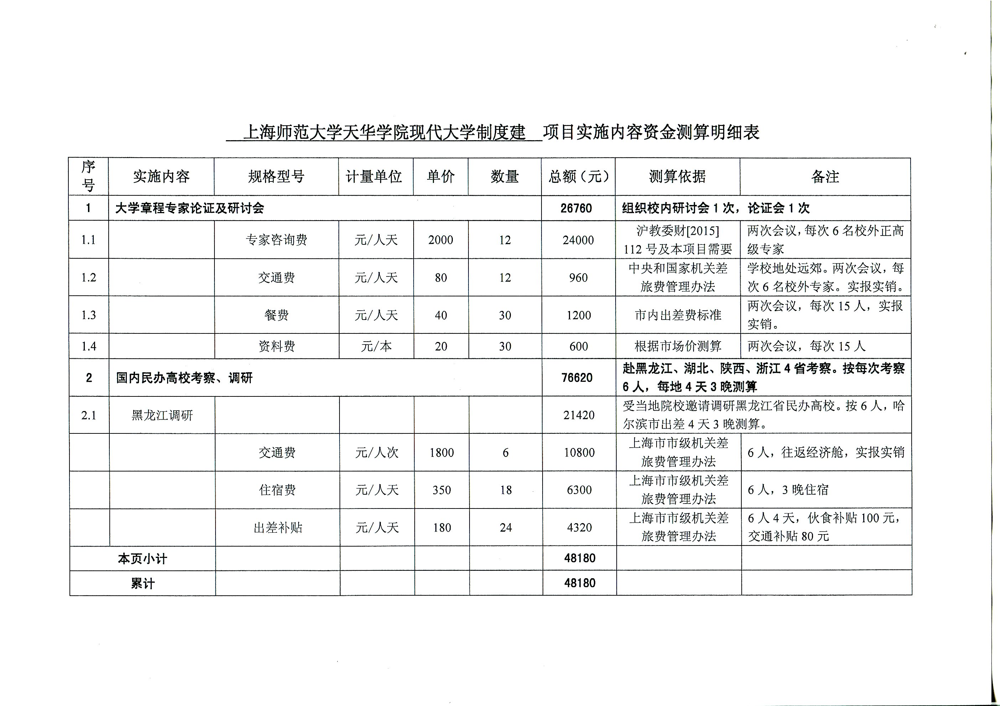 上海师范大学天华学院现代大学制度建 项目实施内容资金测算明细表
序号 实施内容 规格型号 计量单位 单价 数量 总额（元） 测算依据 备注
1 大学章程专家论证及研讨会 26760 组织校内研讨会1次，论证会1次
1.1 专家咨询费 元/人天 2000 12 24000 沪教委财[2015]112号及本项目需要 两次会议，每次6名校外正高级专家
1.2 交通费 元/人天 80 12 960 中央和国家机关差旅费管理办法 学校地处远郊。两次会议，每次6名校外专家。实报实销。
1.3 餐费 元/人天 40 30 1200 市内出差费标准 两次会议，每次15人，实报实销。
1.4 资料费 元/本 20 30 600 根据市场价测算 两次会议，每次15人
2 国内民办高校考察、调研 76620 赴黑龙江、湖北、陕西、浙江4省考察。按每次考察6人，每地4天3晚测算
2.1 黑龙江调研 21420 受当地院校邀请调研黑龙江省民办高校。按6人，哈尔滨市出差4天3晚测算。
交通费 元/人次 1800 6 10800 上海市市级机关差旅费管理办法 6人，往返经济舱，实报实销
住宿费 元/人天 350 18 6300 上海市市级机关差旅费管理办法 6人，3晚住宿
出差补贴 元/人天 180 24 4320 上海市市级机关差旅费管理办法 6人4天，伙食补贴100元，交通补贴80元
本页小计 48180
累计 48180